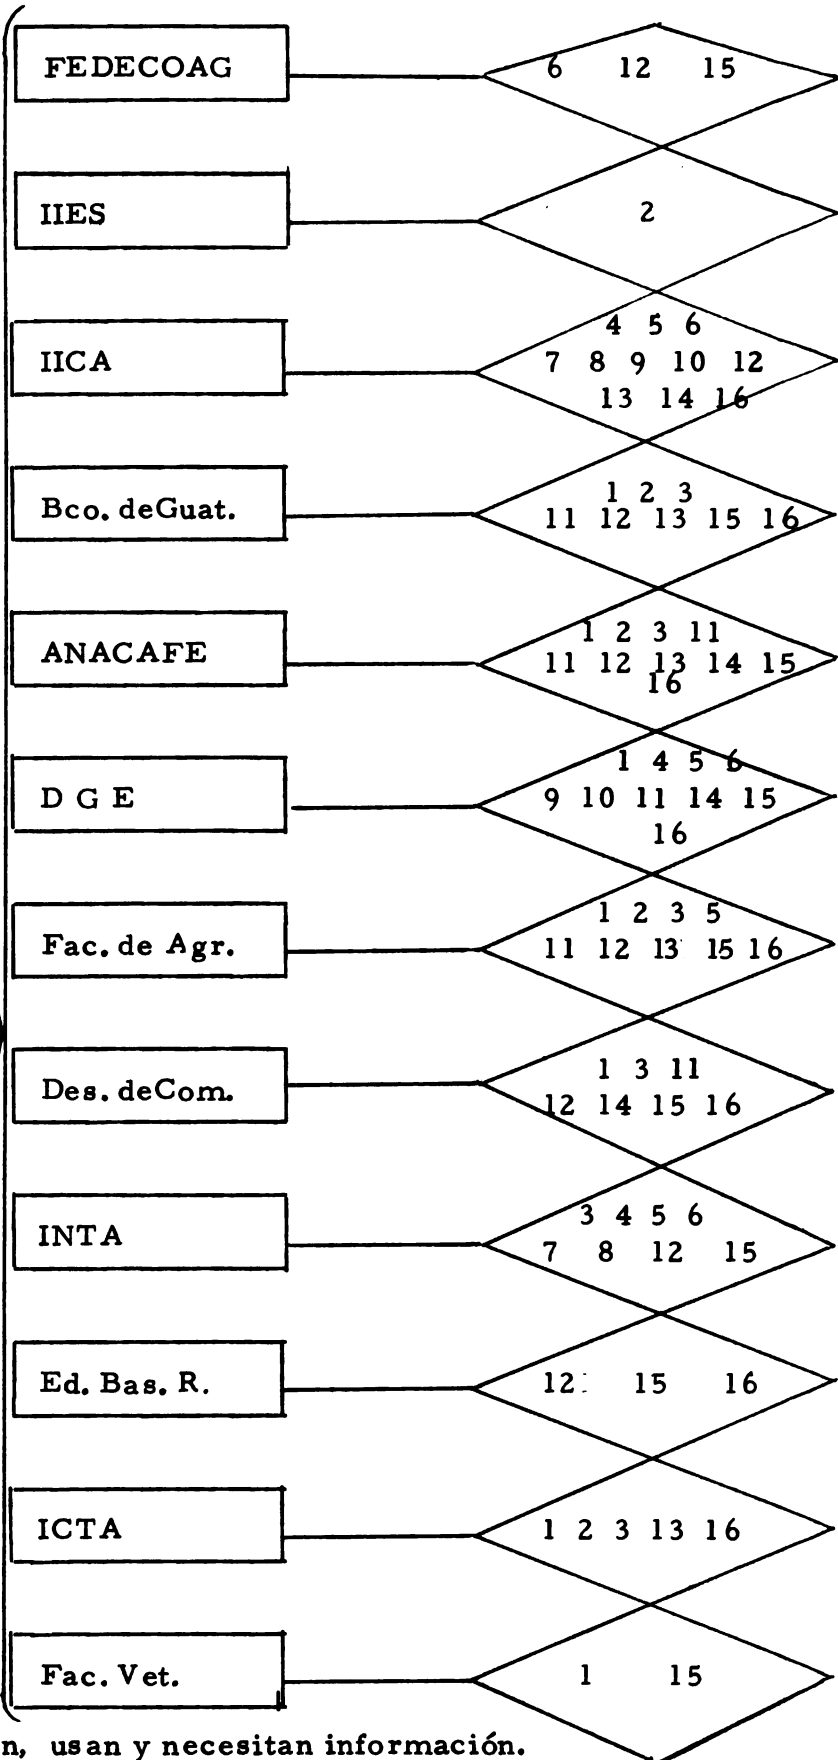 FEDECOAG
6 12 15
IIES
2
IICA
4 5 6
7 8 9 10 12
13 14 16
Bco. deGuat.
1 2 3
11 12 13 15 16
ANACAFE
1 2 3 11
11 12 13 14 15
16
D G E
1 4 5 6
9 10 11 14 15
16
Fac. de Agr.
1 2 3 5
11 12 13 15 16
Des. deCom.
1 3 11
12 14 15 16
INTA
3 4 5 6
7 8 12 15
Ed. Bas. R.
12 15 16
ICTA
1 2 3 13 16
Fac. Vet.
1 15
n, usan y necesitan información.